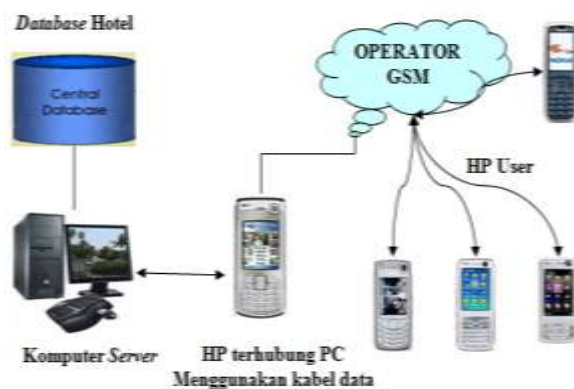 Database Hotel
Central
Database
OPERATOR
GSM
HP User
Komputer Server
HP terhubung PC
Menggunakan kabel data